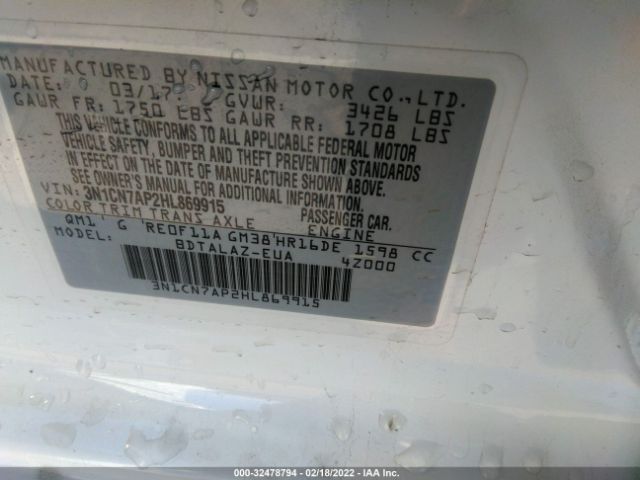 MANUFACTURED BY NISSAN MOTOR CO., LTD.
DATE: 03/17 GVWR: 3426 LBS
GAWR FR: 1750 LBS GAWR RR: 1708 LBS
THIS VEHICLE CONFORMS TO ALL APPLICABLE FEDERAL MOTOR
VEHICLE SAFETY, BUMPER AND THEFT PREVENTION STANDARDS
IN EFFECT ON THE DATE OF MANUFACTURE SHOWN ABOVE.
SEE OWNER'S MANUAL FOR ADDITIONAL INFORMATION.
VIN: 3N1CN7AP2HL869915 PASSENGER CAR.
COLOR TRIM TRANS AXLE ENGINE
QM1 G RE0F11A GM38 HR16DE 1598 CC
MODEL: BDTALAZ-EUA 4Z000
3N1CN7AP2HL869915
000-32478794 - 02/18/2022 - IAA Inc.